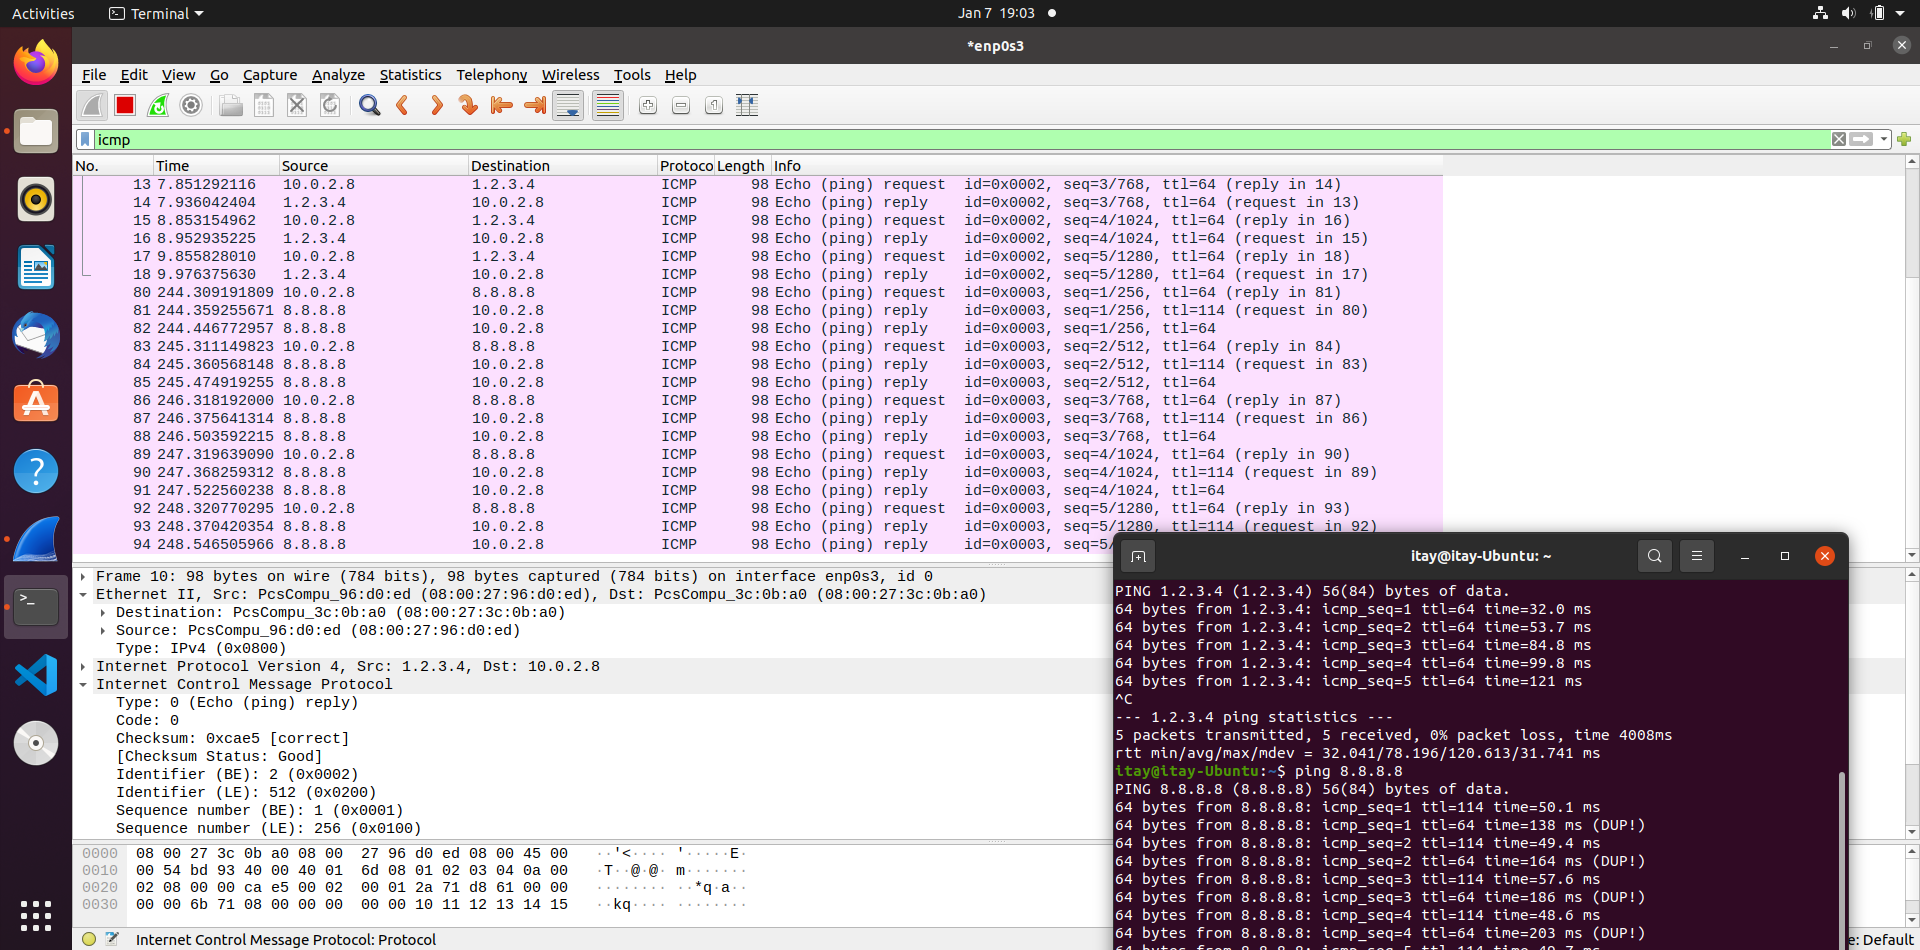 Activities Terminal Jan 7 19:03
*enp0s3
File Edit View Go Capture Analyze Statistics Telephony Wireless Tools Help
icmp
No. Time Source Destination Protoco Length Info
13 7.851292116 10.0.2.8 1.2.3.4 ICMP 98 Echo (ping) request id=0x0002, seq=3/768, ttl=64 (reply in 14)
14 7.936042404 1.2.3.4 10.0.2.8 ICMP 98 Echo (ping) reply id=0x0002, seq=3/768, ttl=64 (request in 13)
15 8.853154962 10.0.2.8 1.2.3.4 ICMP 98 Echo (ping) request id=0x0002, seq=4/1024, ttl=64 (reply in 16)
16 8.952935225 1.2.3.4 10.0.2.8 ICMP 98 Echo (ping) reply id=0x0002, seq=4/1024, ttl=64 (request in 15)
17 9.855828010 10.0.2.8 1.2.3.4 ICMP 98 Echo (ping) request id=0x0002, seq=5/1280, ttl=64 (reply in 18)
18 9.976375630 1.2.3.4 10.0.2.8 ICMP 98 Echo (ping) reply id=0x0002, seq=5/1280, ttl=64 (request in 17)
80 244.309191809 10.0.2.8 8.8.8.8 ICMP 98 Echo (ping) request id=0x0003, seq=1/256, ttl=64 (reply in 81)
81 244.359255671 8.8.8.8 10.0.2.8 ICMP 98 Echo (ping) reply id=0x0003, seq=1/256, ttl=114 (request in 80)
82 244.446772957 8.8.8.8 10.0.2.8 ICMP 98 Echo (ping) reply id=0x0003, seq=1/256, ttl=64
83 245.311149823 10.0.2.8 8.8.8.8 ICMP 98 Echo (ping) request id=0x0003, seq=2/512, ttl=64 (reply in 84)
84 245.360568148 8.8.8.8 10.0.2.8 ICMP 98 Echo (ping) reply id=0x0003, seq=2/512, ttl=114 (request in 83)
85 245.474919255 8.8.8.8 10.0.2.8 ICMP 98 Echo (ping) reply id=0x0003, seq=2/512, ttl=64
86 246.318192000 10.0.2.8 8.8.8.8 ICMP 98 Echo (ping) request id=0x0003, seq=3/768, ttl=64 (reply in 87)
87 246.375641314 8.8.8.8 10.0.2.8 ICMP 98 Echo (ping) reply id=0x0003, seq=3/768, ttl=114 (request in 86)
88 246.503592215 8.8.8.8 10.0.2.8 ICMP 98 Echo (ping) reply id=0x0003, seq=3/768, ttl=64
89 247.319639090 10.0.2.8 8.8.8.8 ICMP 98 Echo (ping) request id=0x0003, seq=4/1024, ttl=64 (reply in 90)
90 247.368259312 8.8.8.8 10.0.2.8 ICMP 98 Echo (ping) reply id=0x0003, seq=4/1024, ttl=114 (request in 89)
91 247.522560238 8.8.8.8 10.0.2.8 ICMP 98 Echo (ping) reply id=0x0003, seq=4/1024, ttl=64
92 248.320770295 10.0.2.8 8.8.8.8 ICMP 98 Echo (ping) request id=0x0003, seq=5/1280, ttl=64 (reply in 93)
93 248.370420354 8.8.8.8 10.0.2.8 ICMP 98 Echo (ping) reply id=0x0003, seq=5/1280, ttl=114 (request in 92)
94 248.546505966 8.8.8.8 10.0.2.8 ICMP 98 Echo (ping) reply id=0x0003, seq=5/
Frame 10: 98 bytes on wire (784 bits), 98 bytes captured (784 bits) on interface enp0s3, id 0
Ethernet II, Src: PcsCompu_96:d0:ed (08:00:27:96:d0:ed), Dst: PcsCompu_3c:0b:a0 (08:00:27:3c:0b:a0)
Destination: PcsCompu_3c:0b:a0 (08:00:27:3c:0b:a0)
Source: PcsCompu_96:d0:ed (08:00:27:96:d0:ed)
Type: IPv4 (0x0800)
Internet Protocol Version 4, Src: 1.2.3.4, Dst: 10.0.2.8
Internet Control Message Protocol
Type: 0 (Echo (ping) reply)
Code: 0
Checksum: 0xcae5 [correct]
[Checksum Status: Good]
Identifier (BE): 2 (0x0002)
Identifier (LE): 512 (0x0200)
Sequence number (BE): 1 (0x0001)
Sequence number (LE): 256 (0x0100)
0000 08 00 27 3c 0b a0 08 00 27 96 d0 ed 08 00 45 00 ··'<···· '·····E·
0010 00 54 bd 93 40 00 40 01 6d 08 01 02 03 04 0a 00 ·T··@·@· m·······
0020 02 08 00 00 ca e5 00 02 00 01 2a 71 d8 61 00 00 ········ ··*q·a··
0030 00 00 6b 71 08 00 00 00 00 00 10 11 12 13 14 15 ··kq···· ········
Internet Control Message Protocol: Protocol
e: Default
itay@itay-Ubuntu: ~
PING 1.2.3.4 (1.2.3.4) 56(84) bytes of data.
64 bytes from 1.2.3.4: icmp_seq=1 ttl=64 time=32.0 ms
64 bytes from 1.2.3.4: icmp_seq=2 ttl=64 time=53.7 ms
64 bytes from 1.2.3.4: icmp_seq=3 ttl=64 time=84.8 ms
64 bytes from 1.2.3.4: icmp_seq=4 ttl=64 time=99.8 ms
64 bytes from 1.2.3.4: icmp_seq=5 ttl=64 time=121 ms
^C
--- 1.2.3.4 ping statistics ---
5 packets transmitted, 5 received, 0% packet loss, time 4008ms
rtt min/avg/max/mdev = 32.041/78.196/120.613/31.741 ms
itay@itay-Ubuntu:~$ ping 8.8.8.8
PING 8.8.8.8 (8.8.8.8) 56(84) bytes of data.
64 bytes from 8.8.8.8: icmp_seq=1 ttl=114 time=50.1 ms
64 bytes from 8.8.8.8: icmp_seq=1 ttl=64 time=138 ms (DUP!)
64 bytes from 8.8.8.8: icmp_seq=2 ttl=114 time=49.4 ms
64 bytes from 8.8.8.8: icmp_seq=2 ttl=64 time=164 ms (DUP!)
64 bytes from 8.8.8.8: icmp_seq=3 ttl=114 time=57.6 ms
64 bytes from 8.8.8.8: icmp_seq=3 ttl=64 time=186 ms (DUP!)
64 bytes from 8.8.8.8: icmp_seq=4 ttl=114 time=48.6 ms
64 bytes from 8.8.8.8: icmp_seq=4 ttl=64 time=203 ms (DUP!)
64 bytes from 8.8.8.8: icmp_seq=5 ttl=114 time=49.7 ms